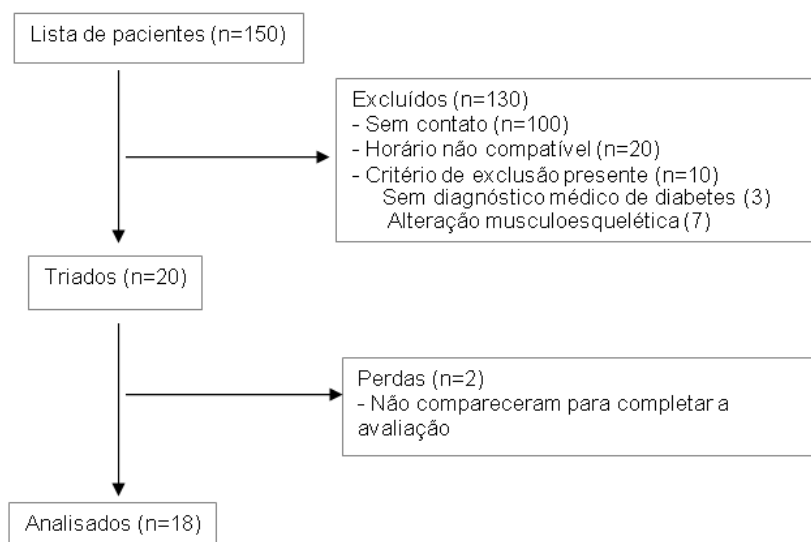 Lista de pacientes (n=150)
Excluídos (n=130)
- Sem contato (n=100)
- Horário não compatível (n=20)
- Critério de exclusão presente (n=10)
Sem diagnóstico médico de diabetes (3)
Alteração musculoesquelética (7)
Triados (n=20)
Perdas (n=2)
- Não compareceram para completar a
avaliação
Analisados (n=18)